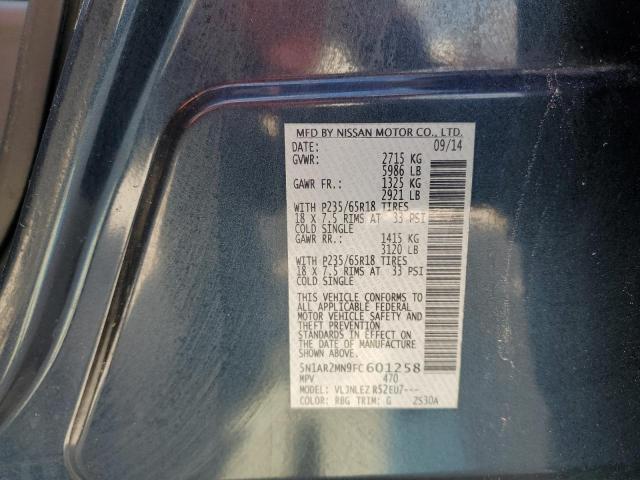 MFD BY NISSAN MOTOR CO., LTD.
DATE: 09/14
GVWR: 2715 KG
5986 LB
GAWR FR.: 1325 KG
2921 LB
WITH P235/65R18 TIRES
18 X 7.5 RIMS AT 33 PSI
COLD SINGLE
GAWR RR.: 1415 KG
3120 LB
WITH P235/65R18 TIRES
18 X 7.5 RIMS AT 33 PSI
COLD SINGLE
THIS VEHICLE CONFORMS TO
ALL APPLICABLE FEDERAL
MOTOR VEHICLE SAFETY AND
THEFT PREVENTION
STANDARDS IN EFFECT ON
THE DATE OF MANUFACTURE
SHOWN ABOVE.
5N1AR2MN9FC601258
MPV 470
MODEL: VLJNLEZ R52EU7---
COLOR: RBG TRIM: G 2530A